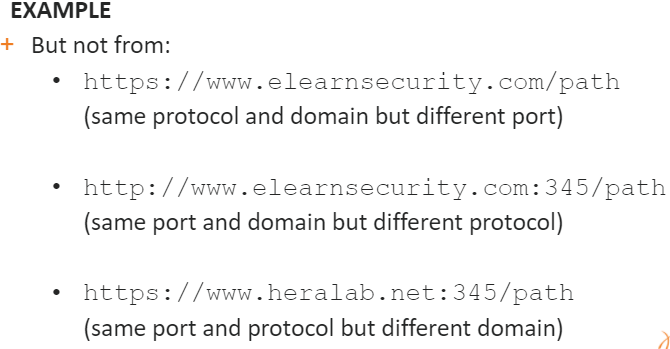 EXAMPLE
+ But not from:
• https://www.elearnsecurity.com/path
(same protocol and domain but different port)
• http://www.elearnsecurity.com:345/path
(same port and domain but different protocol)
• https://www.heralab.net:345/path
(same port and protocol but different domain)